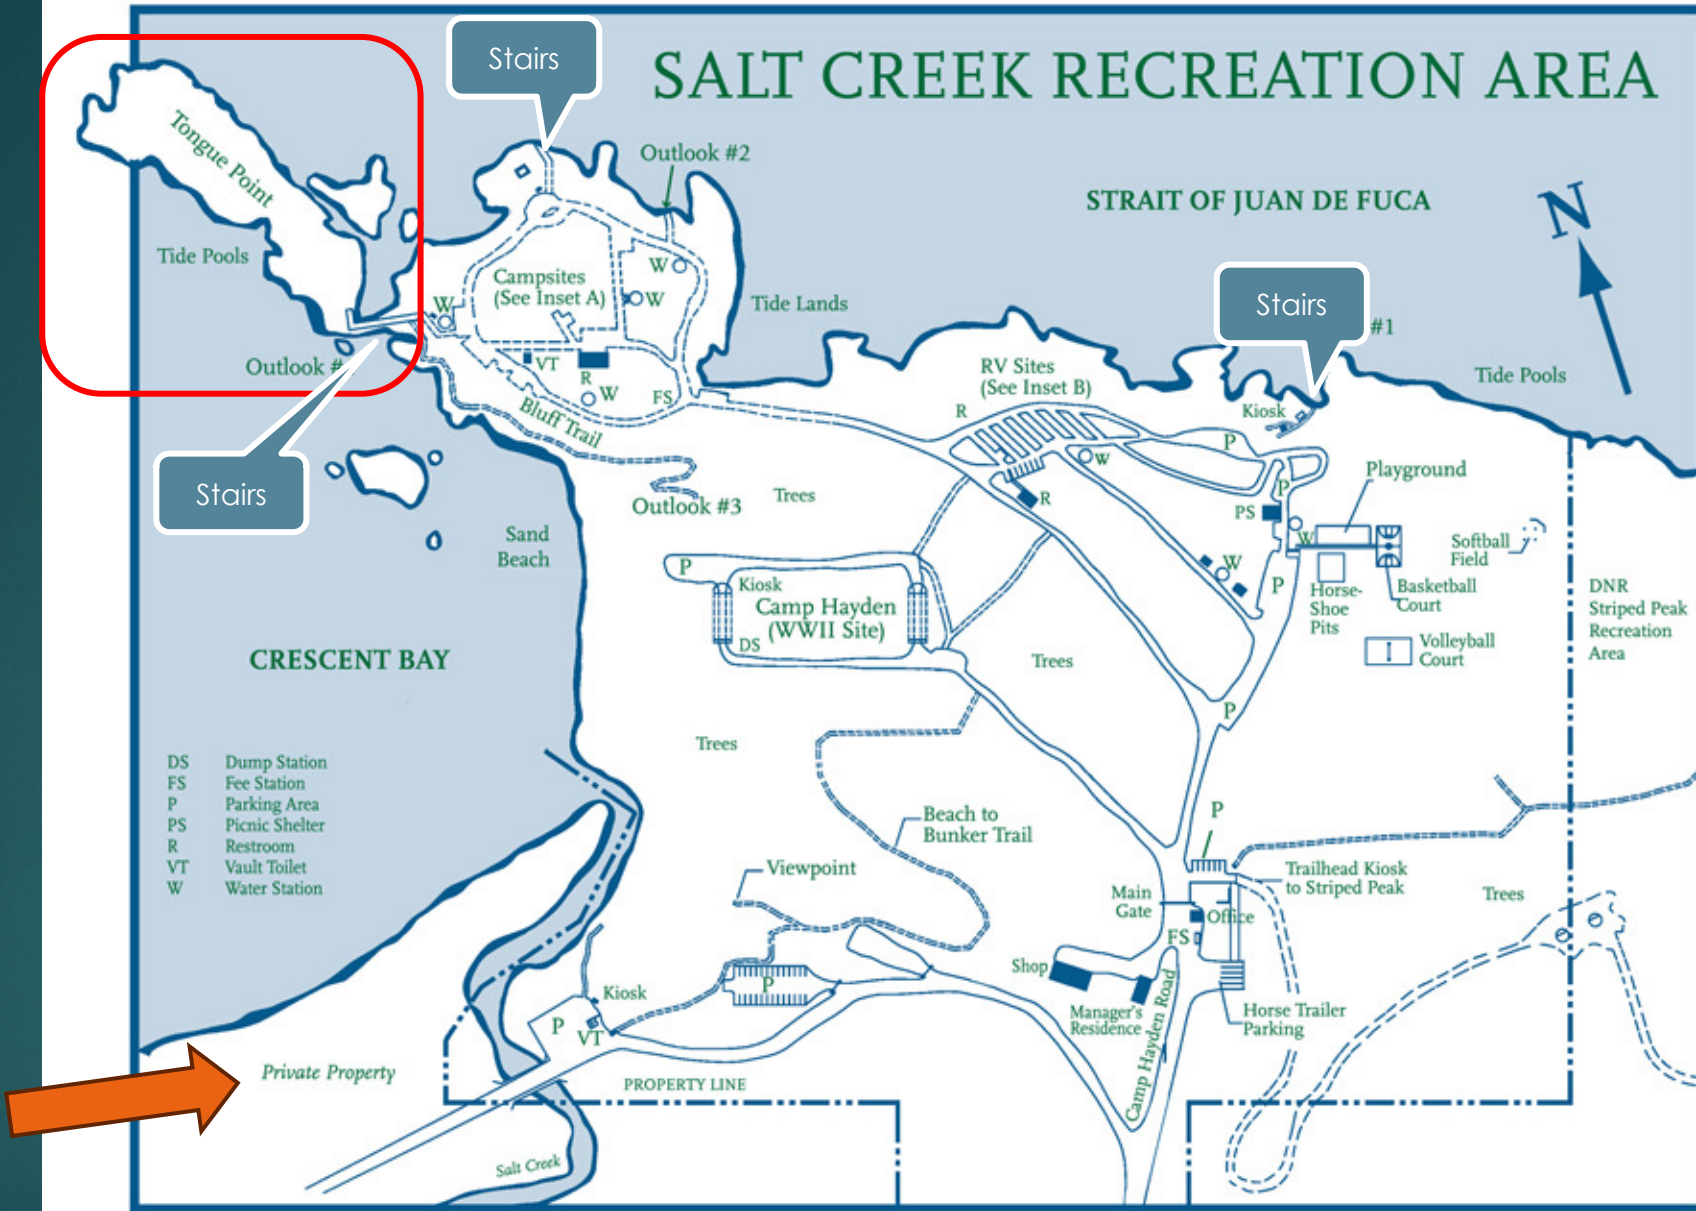 SALT CREEK RECREATION AREA
Stairs
Outlook #2
STRAIT OF JUAN DE FUCA
N
Tongue Point
Tide Pools
Campsites
(See Inset A)
W
W
W
Tide Lands
Stairs
#1
Outlook #
VT
R
W
FS
Bluff Trail
RV Sites
(See Inset B)
R
Kiosk
Tide Pools
P
W
Playground
Stairs
Outlook #3
Trees
R
P
PS
W
Softball
Field
Sand
Beach
P
Kiosk
Camp Hayden
(WWII Site)
DS
W
P
Horse-
Shoe
Pits
Basketball
Court
Volleyball
Court
DNR
Striped Peak
Recreation
Area
CRESCENT BAY
Trees
P
Trees
DS Dump Station
FS Fee Station
P Parking Area
PS Picnic Shelter
R Restroom
VT Vault Toilet
W Water Station
Beach to
Bunker Trail
P
Viewpoint
Trailhead Kiosk
to Striped Peak
Trees
Main
Gate
Office
FS
Shop
P
Kiosk
P
VT
Manager's
Residence
Camp Hayden Road
Horse Trailer
Parking
Private Property
PROPERTY LINE
Salt Creek